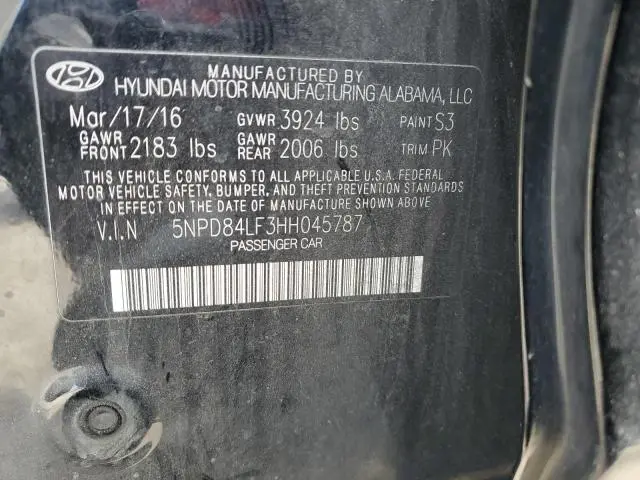 MANUFACTURED BY
HYUNDAI MOTOR MANUFACTURING ALABAMA, LLC
Mar/17/16 GVWR 3924 lbs PAINT S3
GAWR FRONT 2183 lbs GAWR REAR 2006 lbs TRIM PK
THIS VEHICLE CONFORMS TO ALL APPLICABLE U.S.A. FEDERAL
MOTOR VEHICLE SAFETY, BUMPER, AND THEFT PREVENTION STANDARDS
IN EFFECT ON THE DATE OF MANUFACTURE SHOWN ABOVE
V.I.N 5NPD84LF3HH045787
PASSENGER CAR